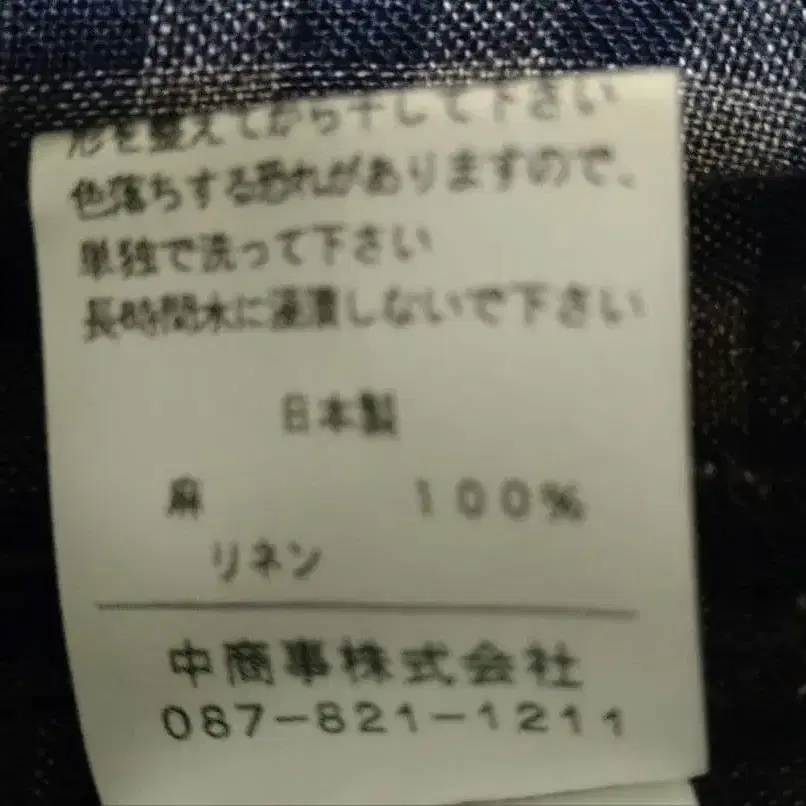 形を整えてから干して下さい
色落ちする恐れがありますので、
単独で洗って下さい
長時間水に浸漬しないで下さい
日本製
麻 100%
リネン
中商事株式会社
087-821-1211